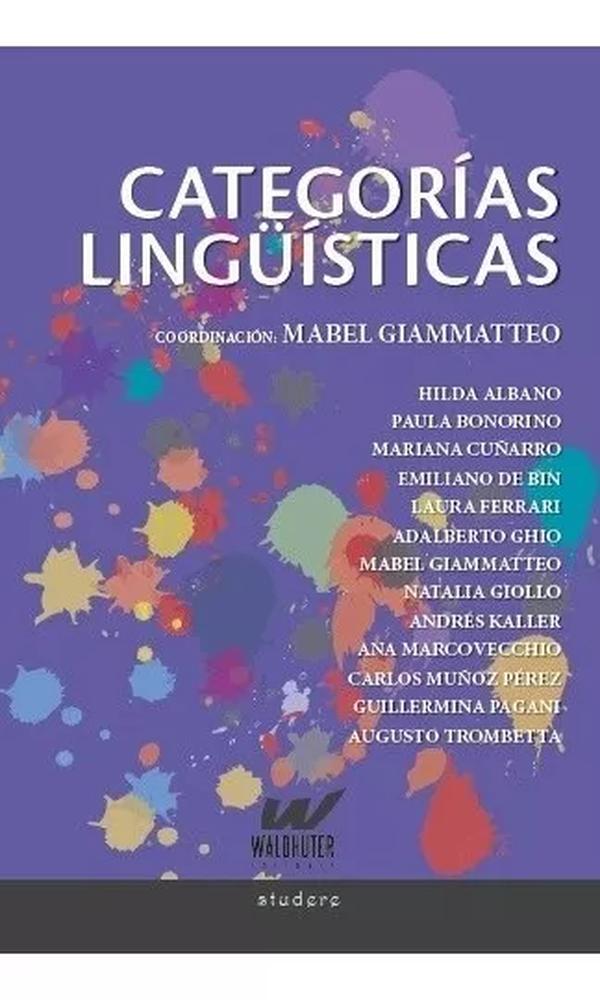 CATEGORÍAS
LINGÜÍSTICAS
COORDINACIÓN: MABEL GIAMMATTEO
HILDA ALBANO
PAULA BONORINO
MARIANA CUÑARRO
EMILIANO DE BIN
LAURA FERRARI
ADALBERTO GHIO
MABEL GIAMMATTEO
NATALIA GIOLLO
ANDRÉS KALLER
ANA MARCOVECCHIO
CARLOS MUÑOZ PÉREZ
GUILLERMINA PAGANI
AUGUSTO TROMBETTA
WALDHUTER
studere